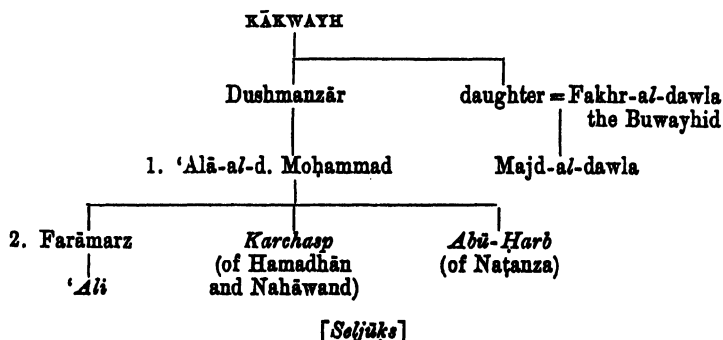 KĀKWAYH
Dushmanzār daughter = Fakhr-al-dawla
the Buwayhid
1. ‘Alā-al-d. Moḥammad Majd-al-dawla
2. Farāmarz Karchasp Abū-Ḥarb
(of Hamadhān (of Naṭanza)
‘Ali and Nahāwand)
[Seljūḳs]